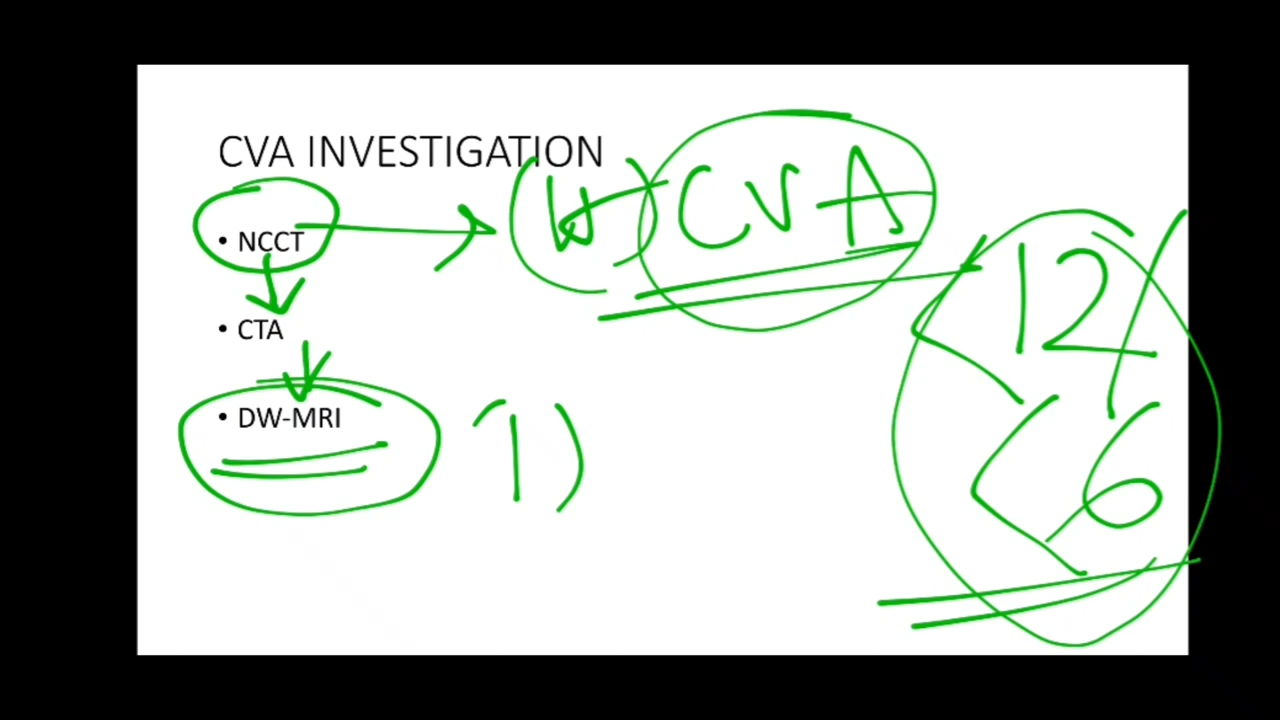 CVA INVESTIGATION
• NCCT
(H) CVA
• CTA
<12
• DW-MRI
1)
<6